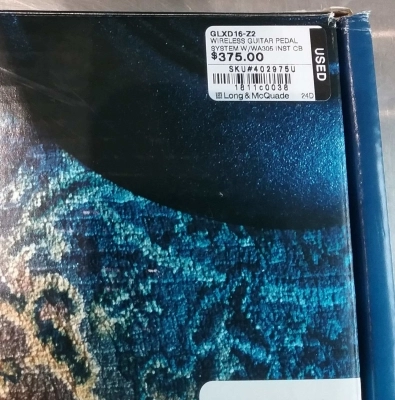 GLXD16-Z2
WIRELESS GUITAR PEDAL
SYSTEM W/WA305 INST CB
$375.00
SKU#402975U
1811c0038
Long & McQuade 24D
USED